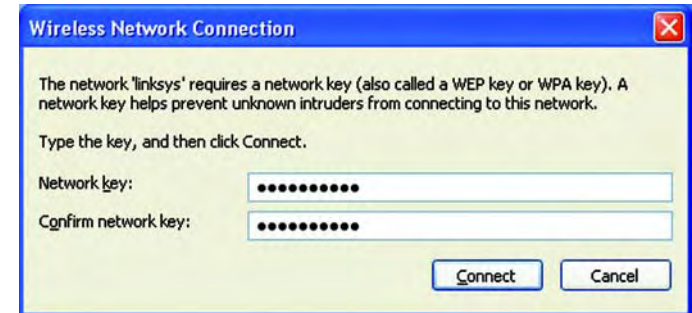 Wireless Network Connection
The network 'linksys' requires a network key (also called a WEP key or WPA key). A
network key helps prevent unknown intruders from connecting to this network.
Type the key, and then click Connect.
Network key: ●●●●●●●●●●
Confirm network key: ●●●●●●●●●●
Connect Cancel